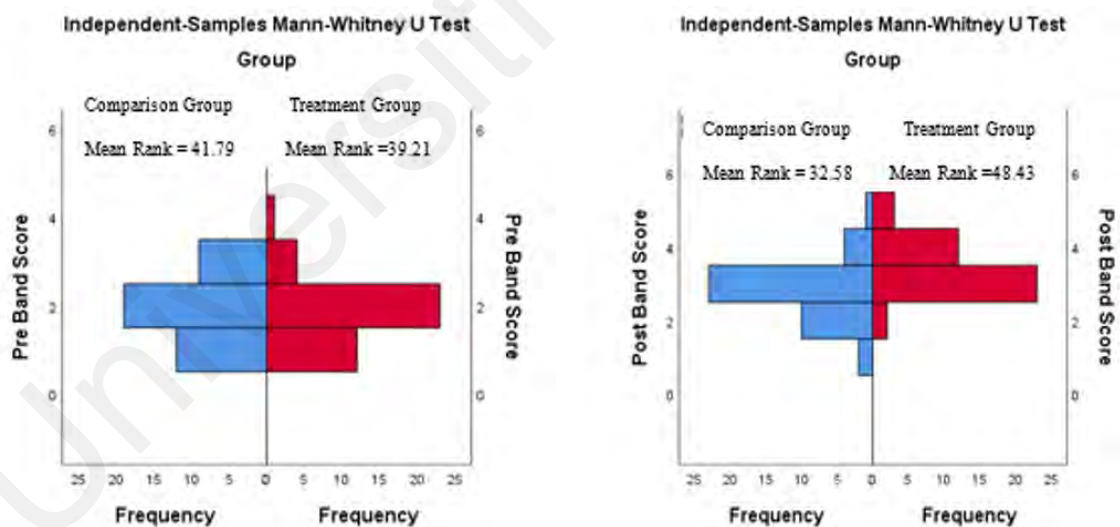 Independent-Samples Mann-Whitney U Test
Group
Comparison Group Treatment Group
Mean Rank = 41.79 Mean Rank =39.21
Pre Band Score
6
4
2
0
6
4
2
0
Pre Band Score
25 20 15 10 5 0 5 10 15 20 25
Frequency Frequency
Independent-Samples Mann-Whitney U Test
Group
Comparison Group Treatment Group
Mean Rank = 32.58 Mean Rank =48.43
Post Band Score
6
4
2
0
6
4
2
0
Post Band Score
25 20 15 10 5 0 5 10 15 20 25
Frequency Frequency
Universiti